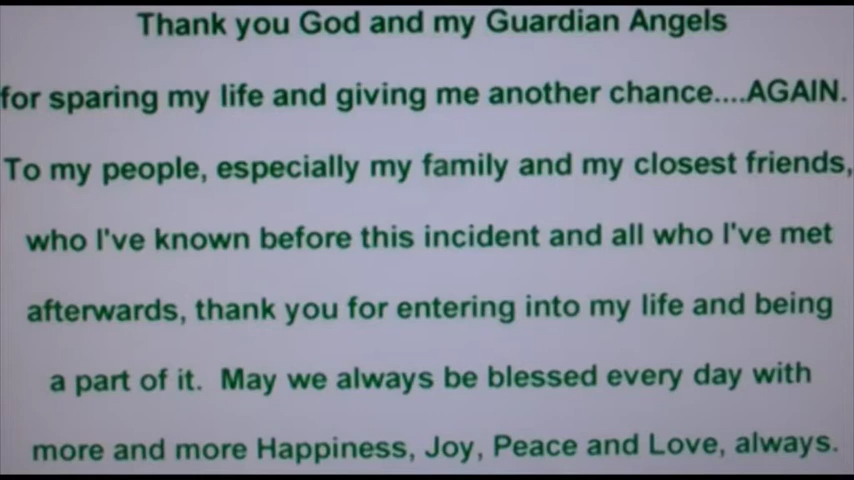 Thank you God and my Guardian Angels
for sparing my life and giving me another chance....AGAIN.
To my people, especially my family and my closest friends,
who I've known before this incident and all who I've met
afterwards, thank you for entering into my life and being
a part of it.  May we always be blessed every day with
more and more Happiness, Joy, Peace and Love, always.